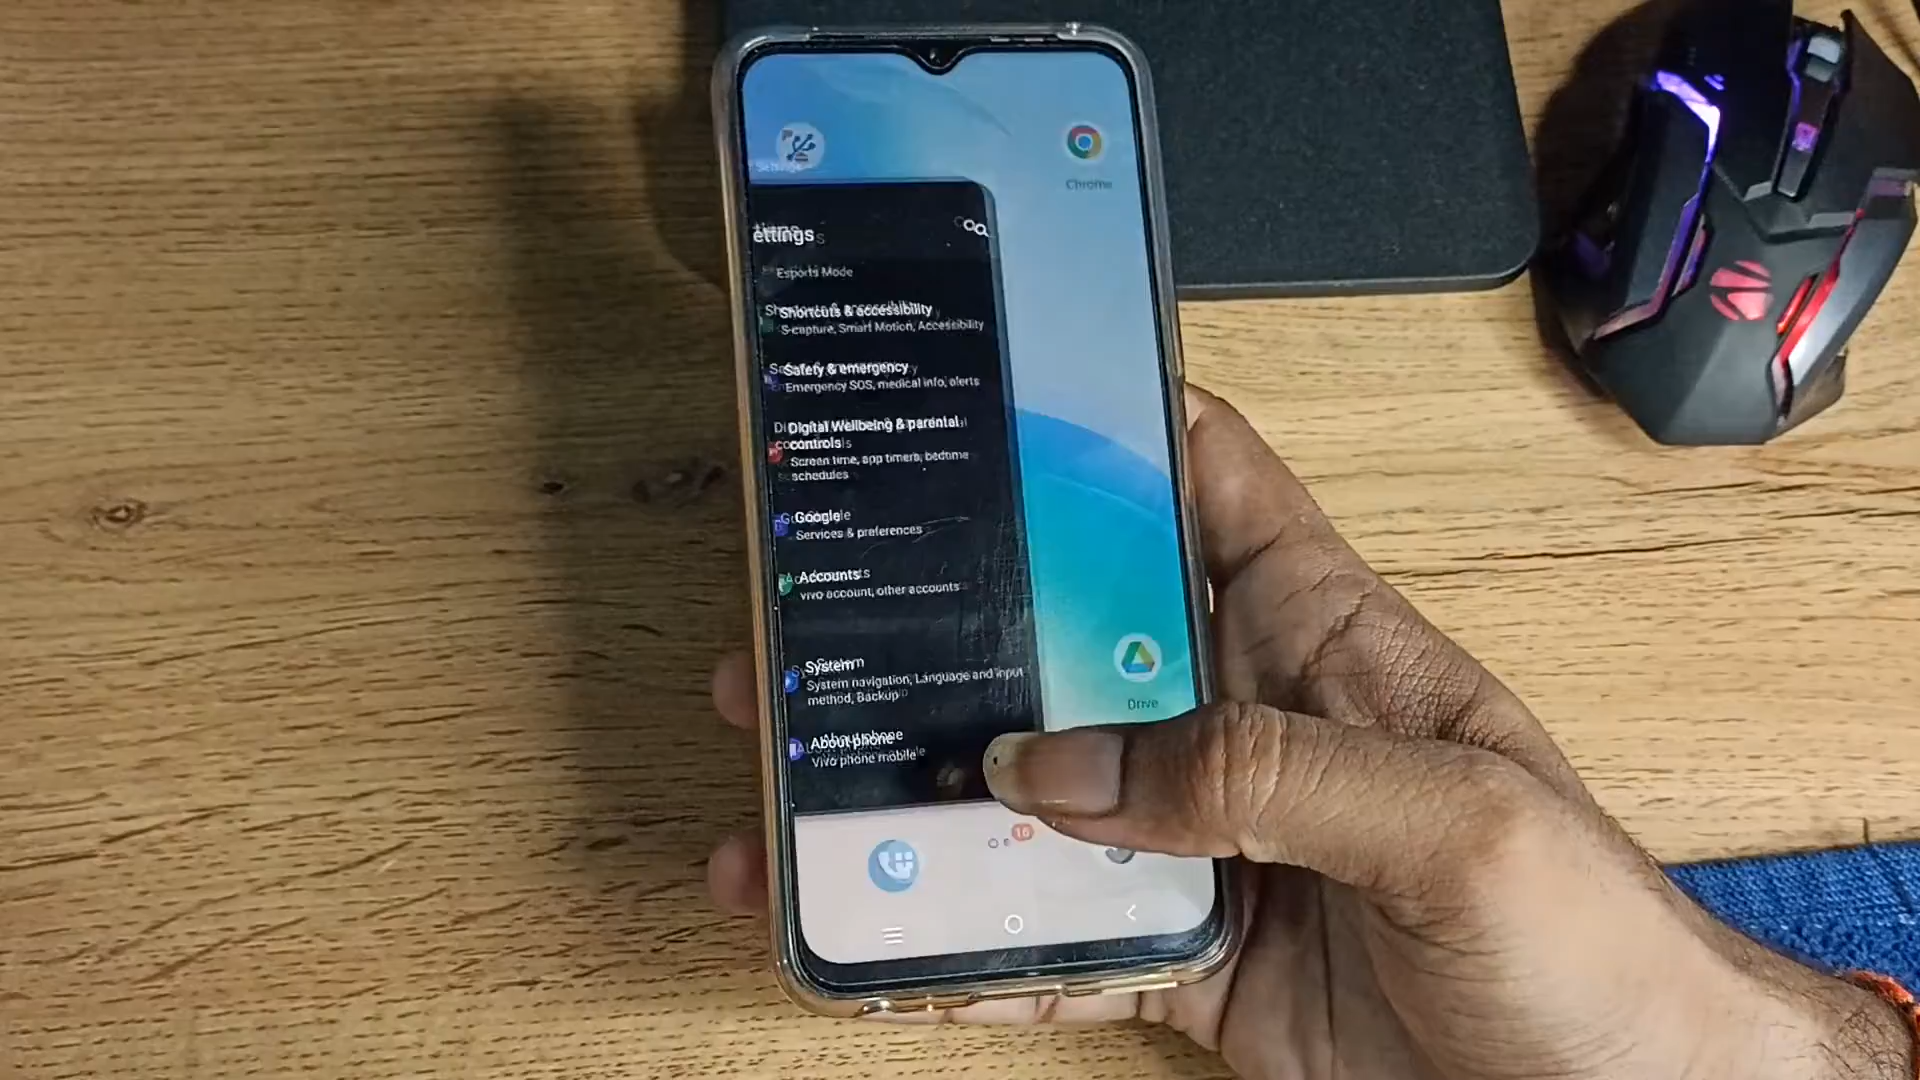 Settings
Chrome
ettings
Esports Mode
Shortcuts & accessibility
S-capture, Smart Motion, Accessibility
Safety & emergency
Emergency SOS, medical info, alerts
Digital Wellbeing & parental
controls
Screen time, app timers, bedtime
schedules
Google
Services & preferences
Accounts
vivo account, other accounts
System
System navigation, Language and input
method, Backup
Drive
About phone
Vivo phone mobile
16